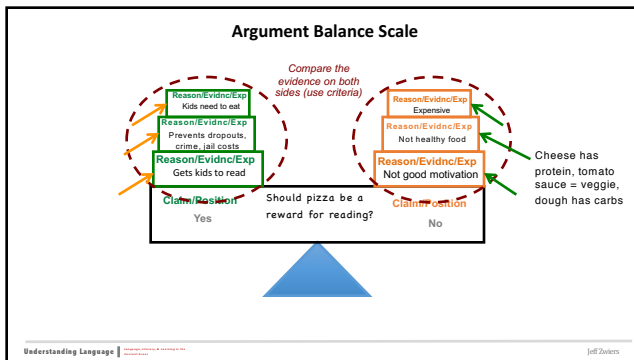 Argument Balance Scale
Compare the
evidence on both
sides (use criteria)
Reason/Evidnc/Exp
Kids need to eat
Reason/Evidnc/Exp
Prevents dropouts,
crime, jail costs
Reason/Evidnc/Exp
Gets kids to read
Claim/Position
Yes
Should pizza be a
reward for reading?
Reason/Evidnc/Exp
Expensive
Reason/Evidnc/Exp
Not healthy food
Reason/Evidnc/Exp
Not good motivation
Claim/Position
No
Cheese has
protein, tomato
sauce = veggie,
dough has carbs
Understanding Language
Jeff Zwiers